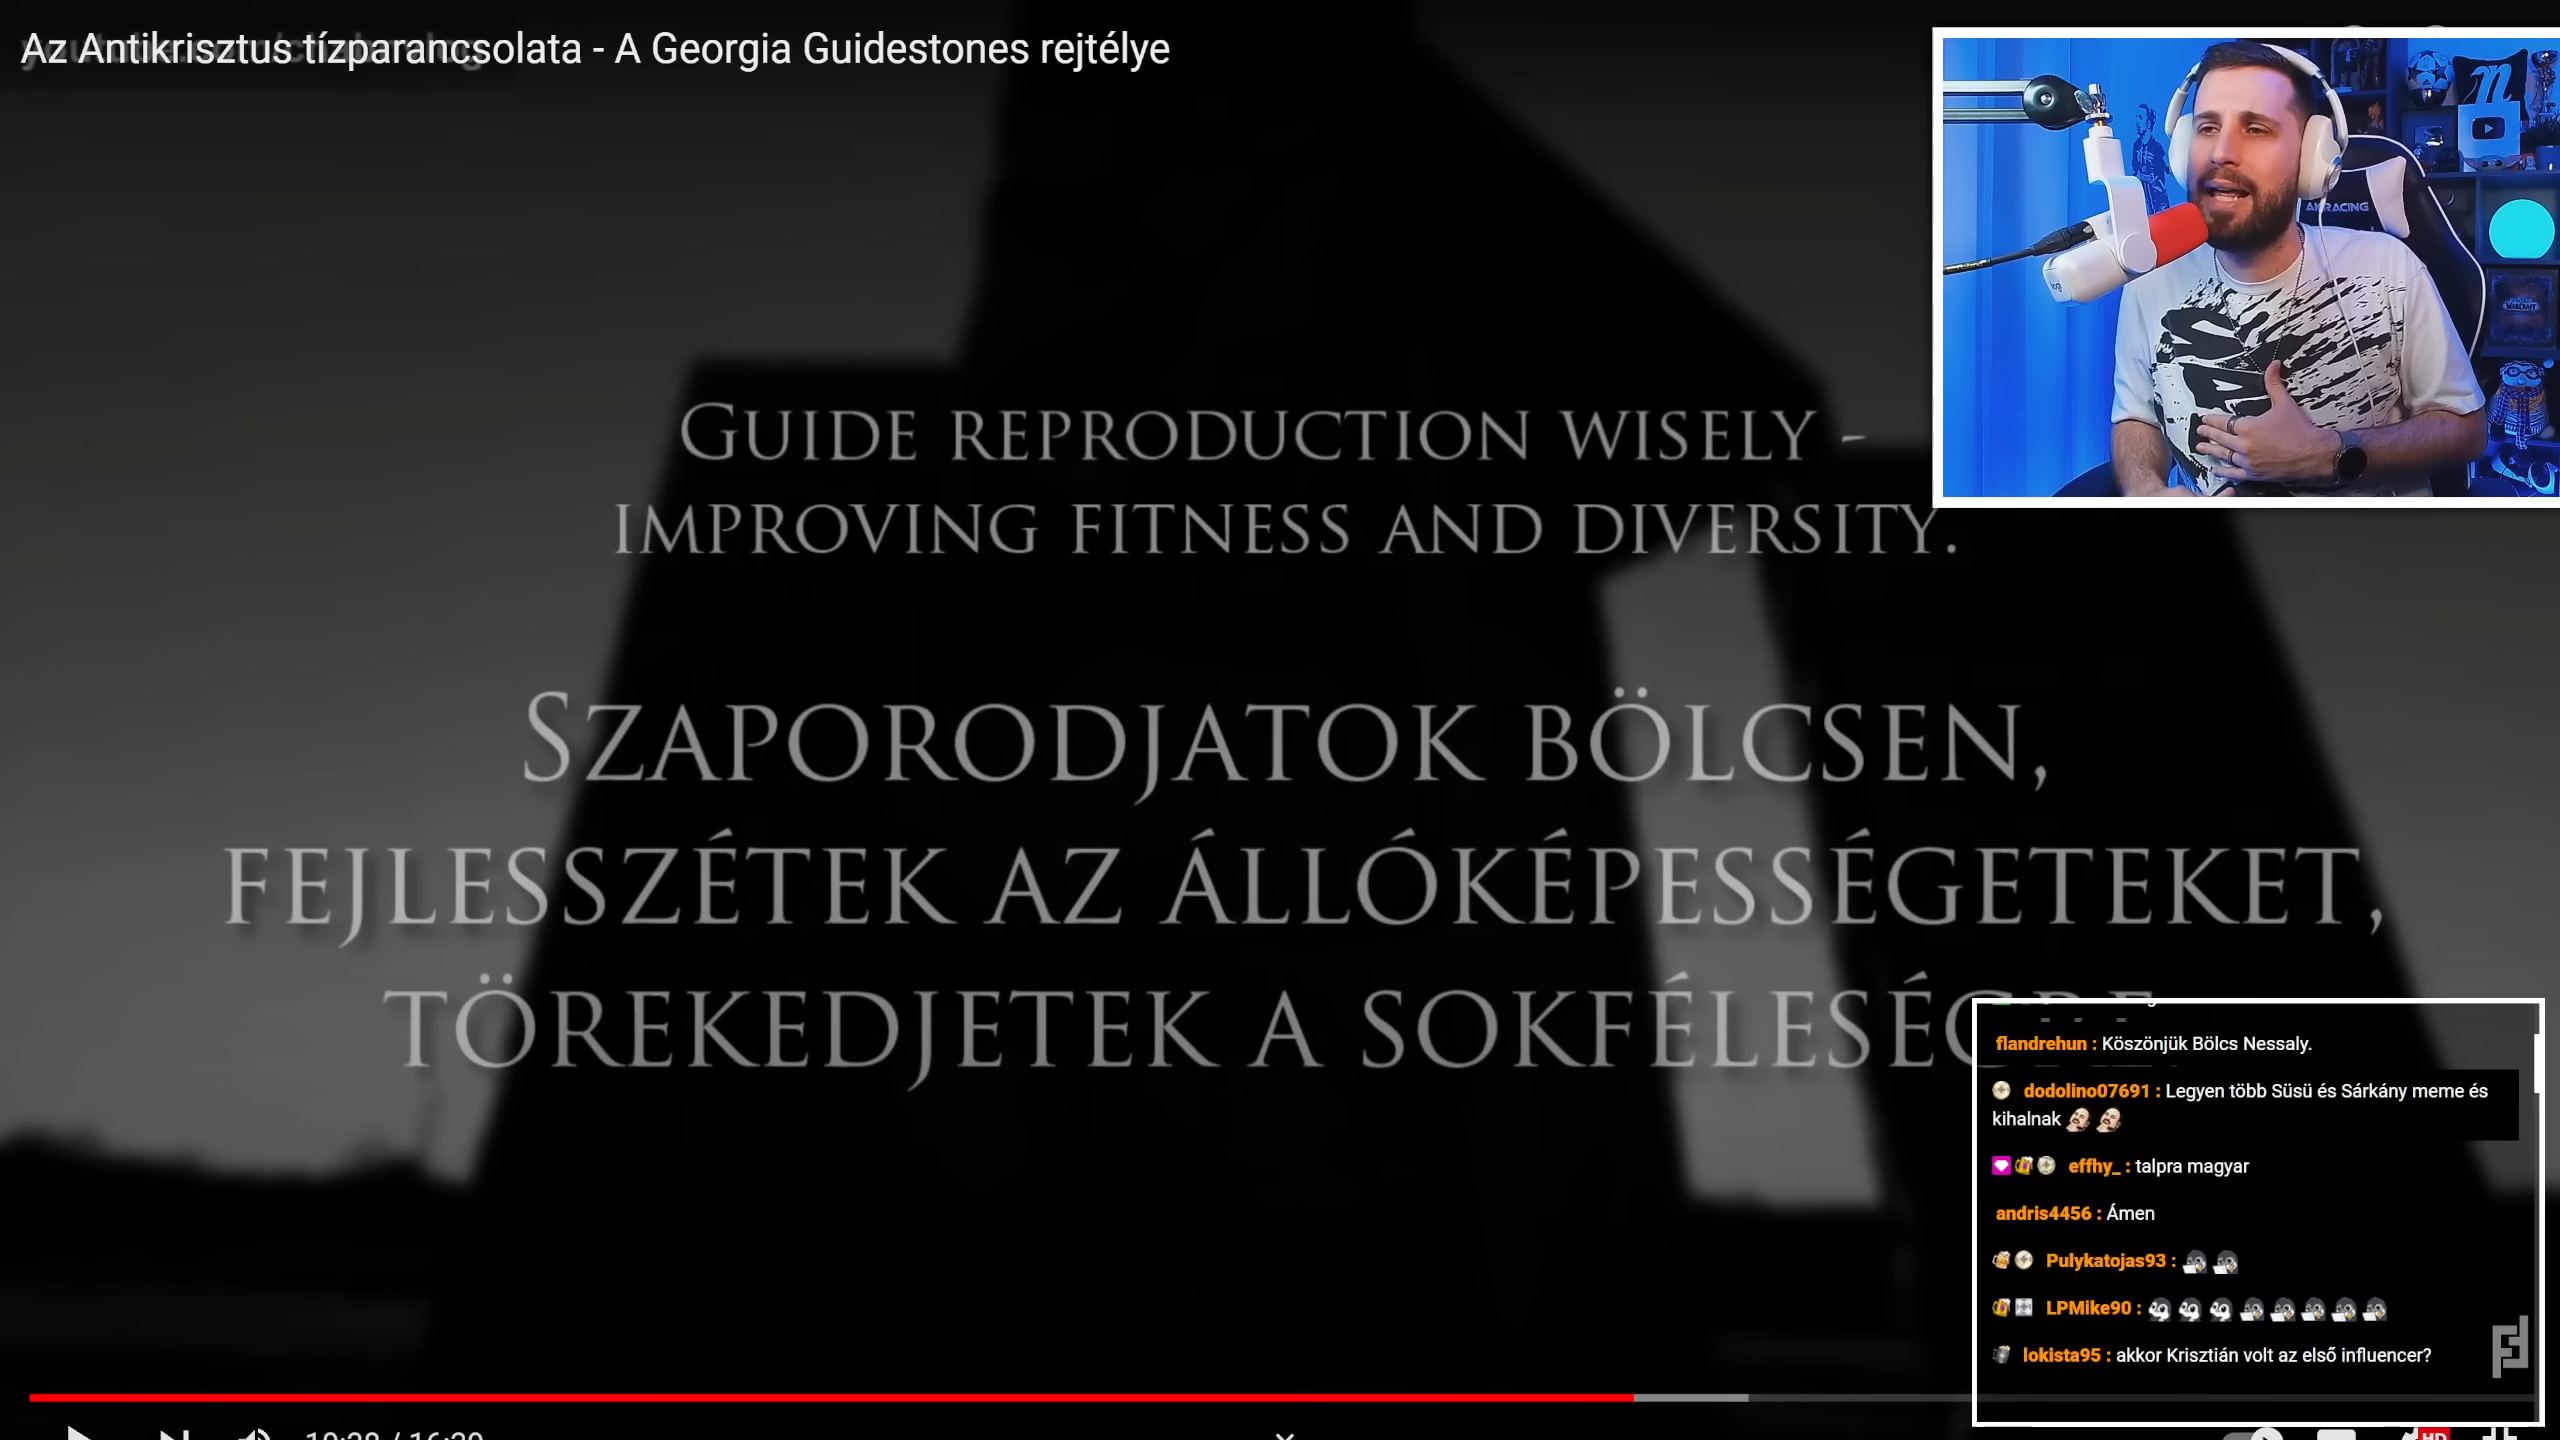 Az Antikrisztus tízparancsolata - A Georgia Guidestones rejtélye
AKRACING
GUIDE REPRODUCTION WISELY -
IMPROVING FITNESS AND DIVERSITY.
SZAPORODJATOK BÖLCSEN,
FEJLESSZÉTEK AZ ÁLLÓKÉPESSÉGETEKET,
TÖREKEDJETEK A
flandrehun : Köszönjük Bölcs Nessaly.
dodolino07691 : Legyen több Süsü és Sárkány meme és
kihalnak
effhy_ : talpra magyar
andris4456 : Ámen
Pulykatojas93 :
LPMike90 :
lokista95 : akkor Krisztián volt az első influencer?
HD